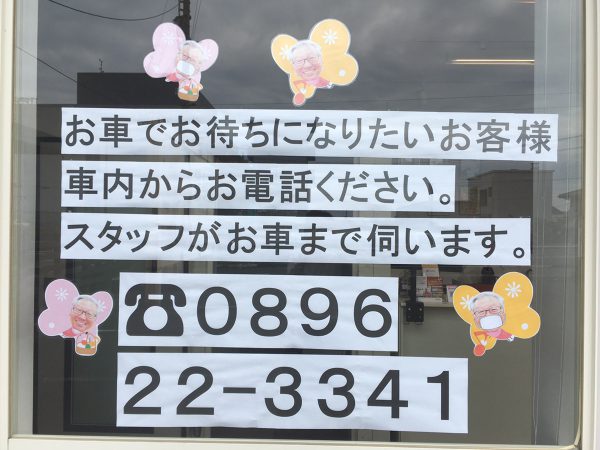 お車でお待ちになりたいお客様
車内からお電話ください。
スタッフがお車まで伺います。
☎0896
22-3341